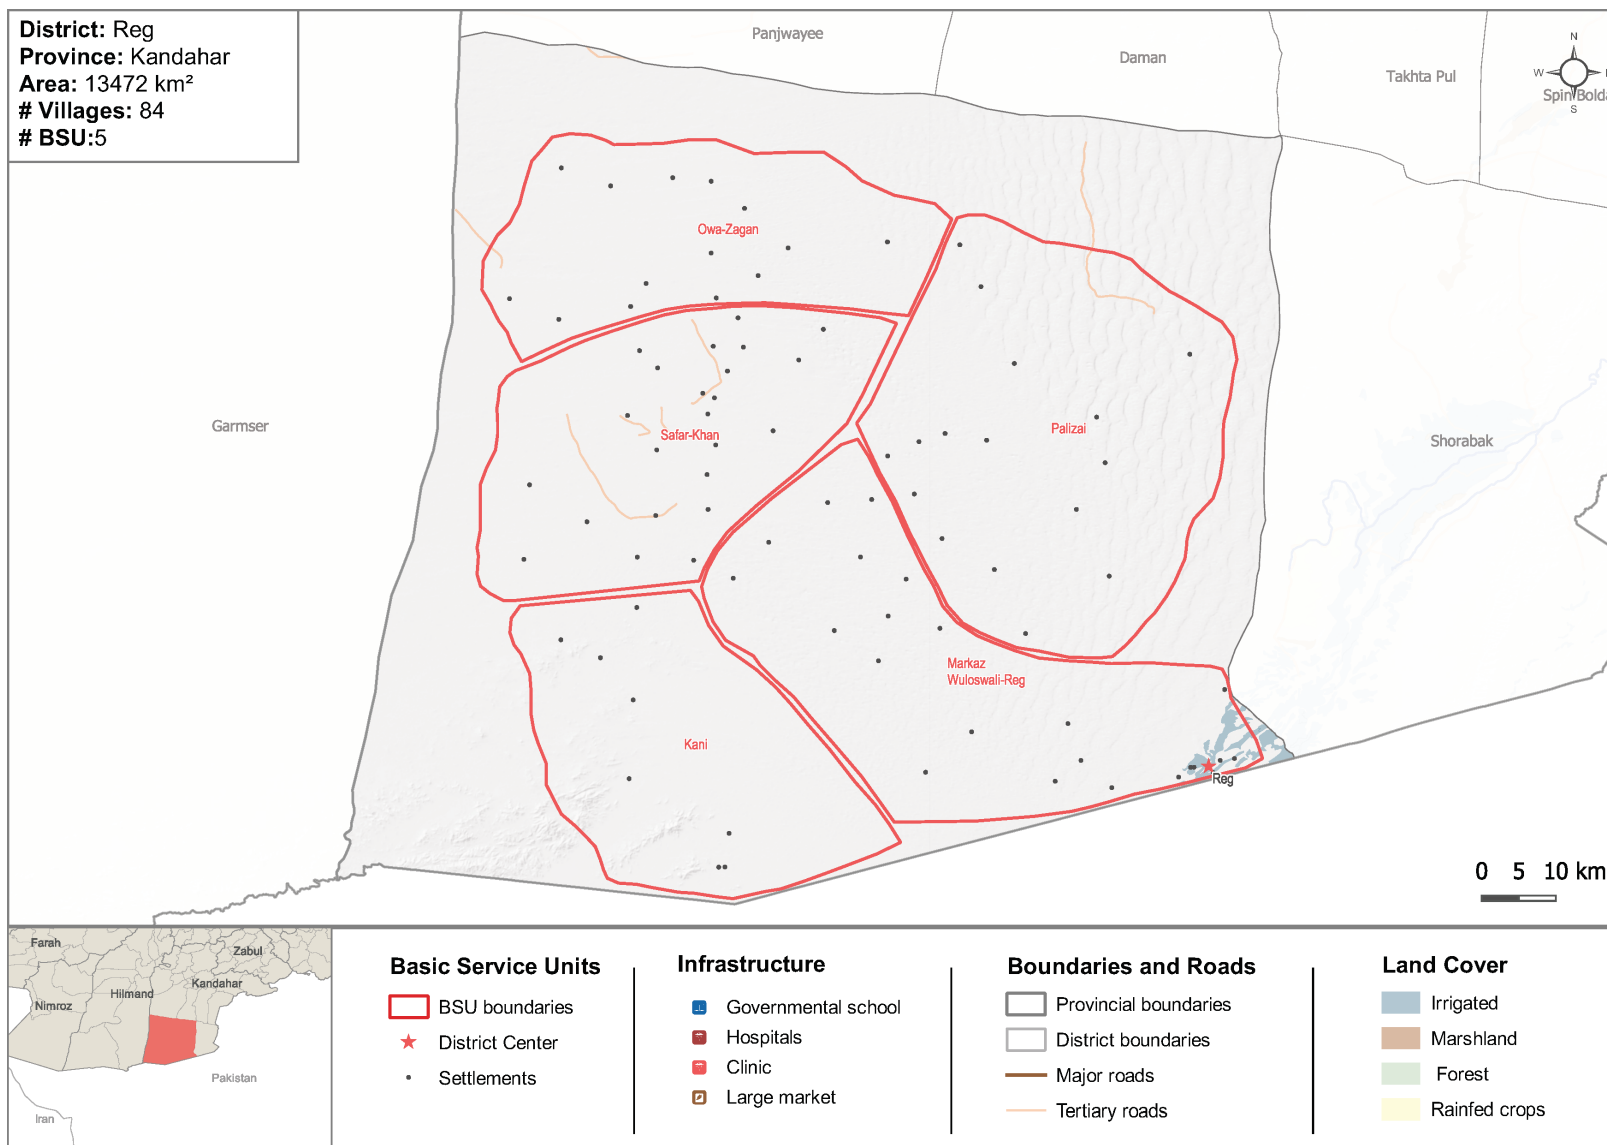 District: Reg
Province: Kandahar
Area: 13472 km²
# Villages: 84
# BSU:5
Panjwayee
Daman
Takhta Pul
N
W
S
Spin Bolda
Owa-Zagan
Garmser
Safar-Khan
Palizai
Shorabak
Markaz
Wuloswali-Reg
Kani
Reg
0 5 10 km
Farah
Zabul
Kandahar
Hilmand
Nimroz
Pakistan
Iran
Basic Service Units
BSU boundaries
District Center
Settlements
Infrastructure
Governmental school
Hospitals
Clinic
Large market
Boundaries and Roads
Provincial boundaries
District boundaries
Major roads
Tertiary roads
Land Cover
Irrigated
Marshland
Forest
Rainfed crops